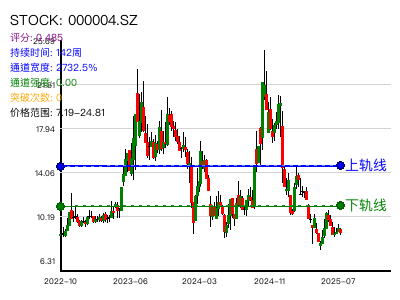 STOCK: 000004.SZ
评分: 0.485
持续时间: 142周
通道宽度: 2732.5%
通道强度: 0.00
突破次数: 0
价格范围: 7.19-24.81
17.94
上轨线
14.06
下轨线
10.19
6.31
2022-10
2023-06
2024-03
2024-11
2025-07